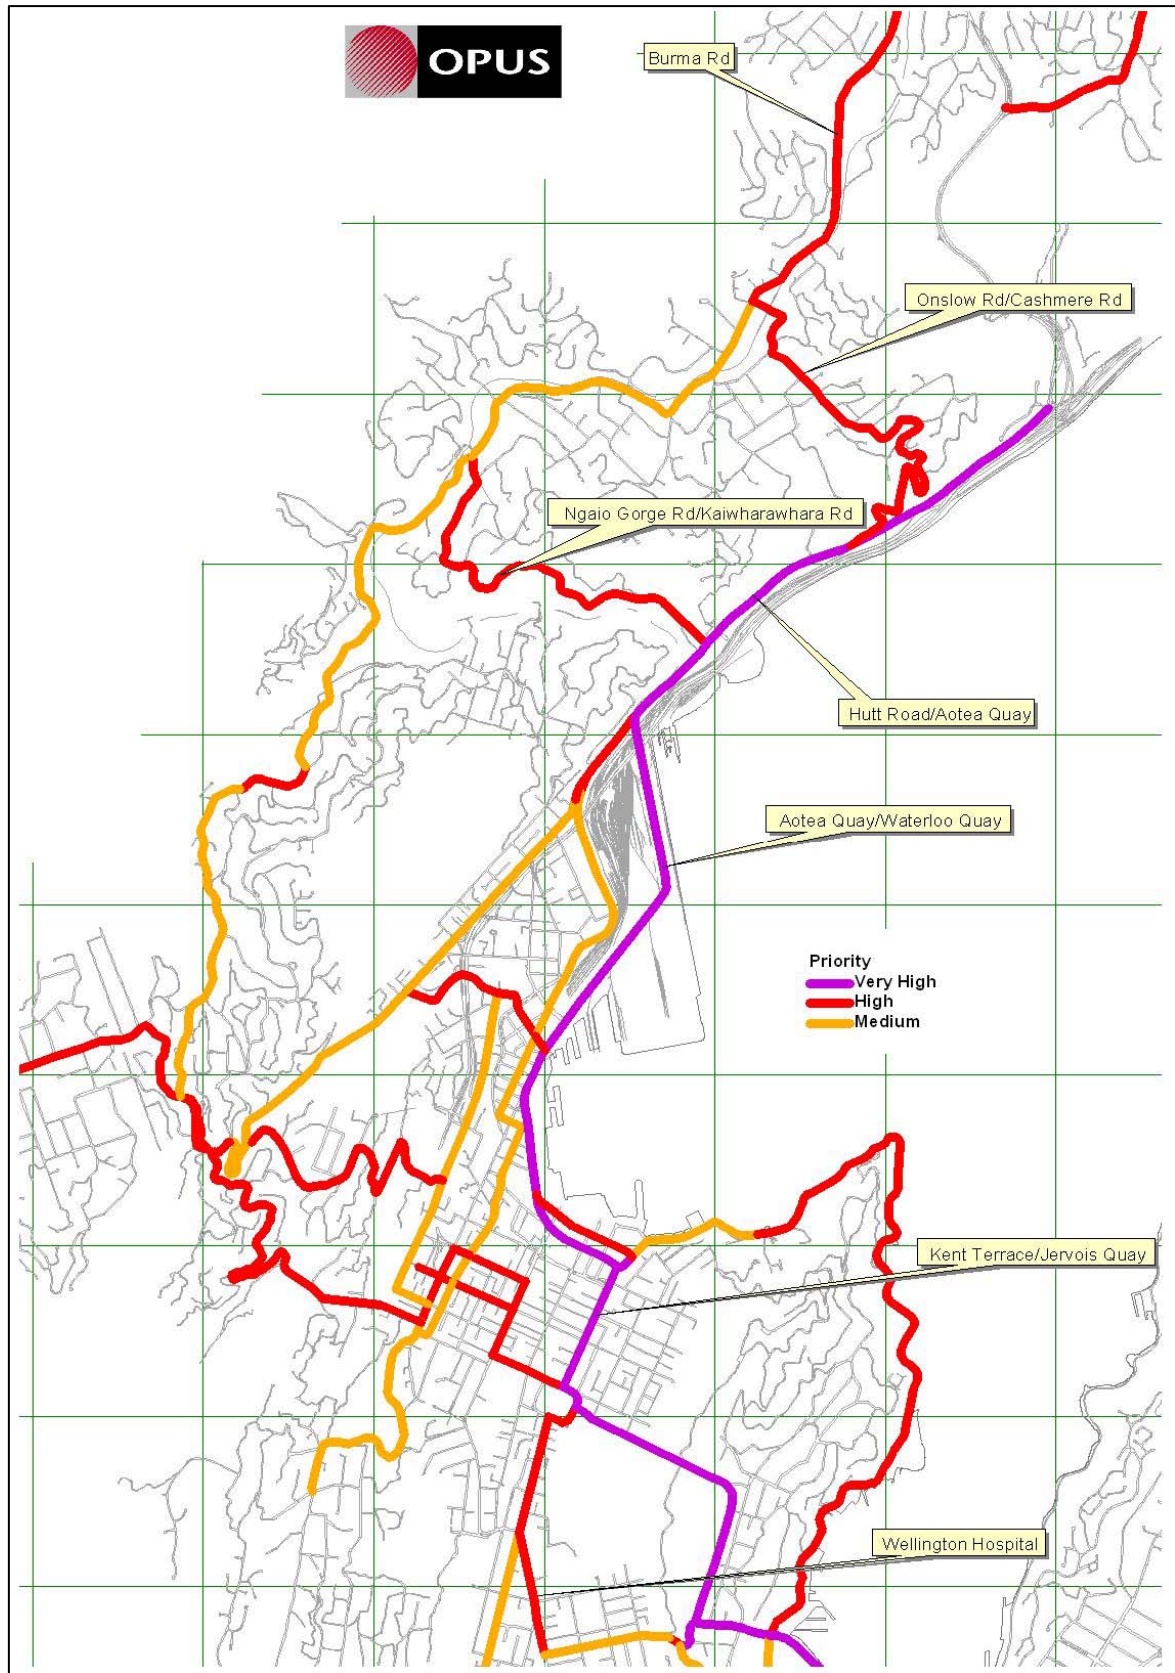 OPUS
Burma Rd
Onslow Rd/Cashmere Rd
Ngaio Gorge Rd/Kaiwharawhara Rd
Hutt Road/Aotea Quay
Aotea Quay/Waterloo Quay
Priority
Very High
High
Medium
Kent Terrace/Jervois Quay
Wellington Hospital